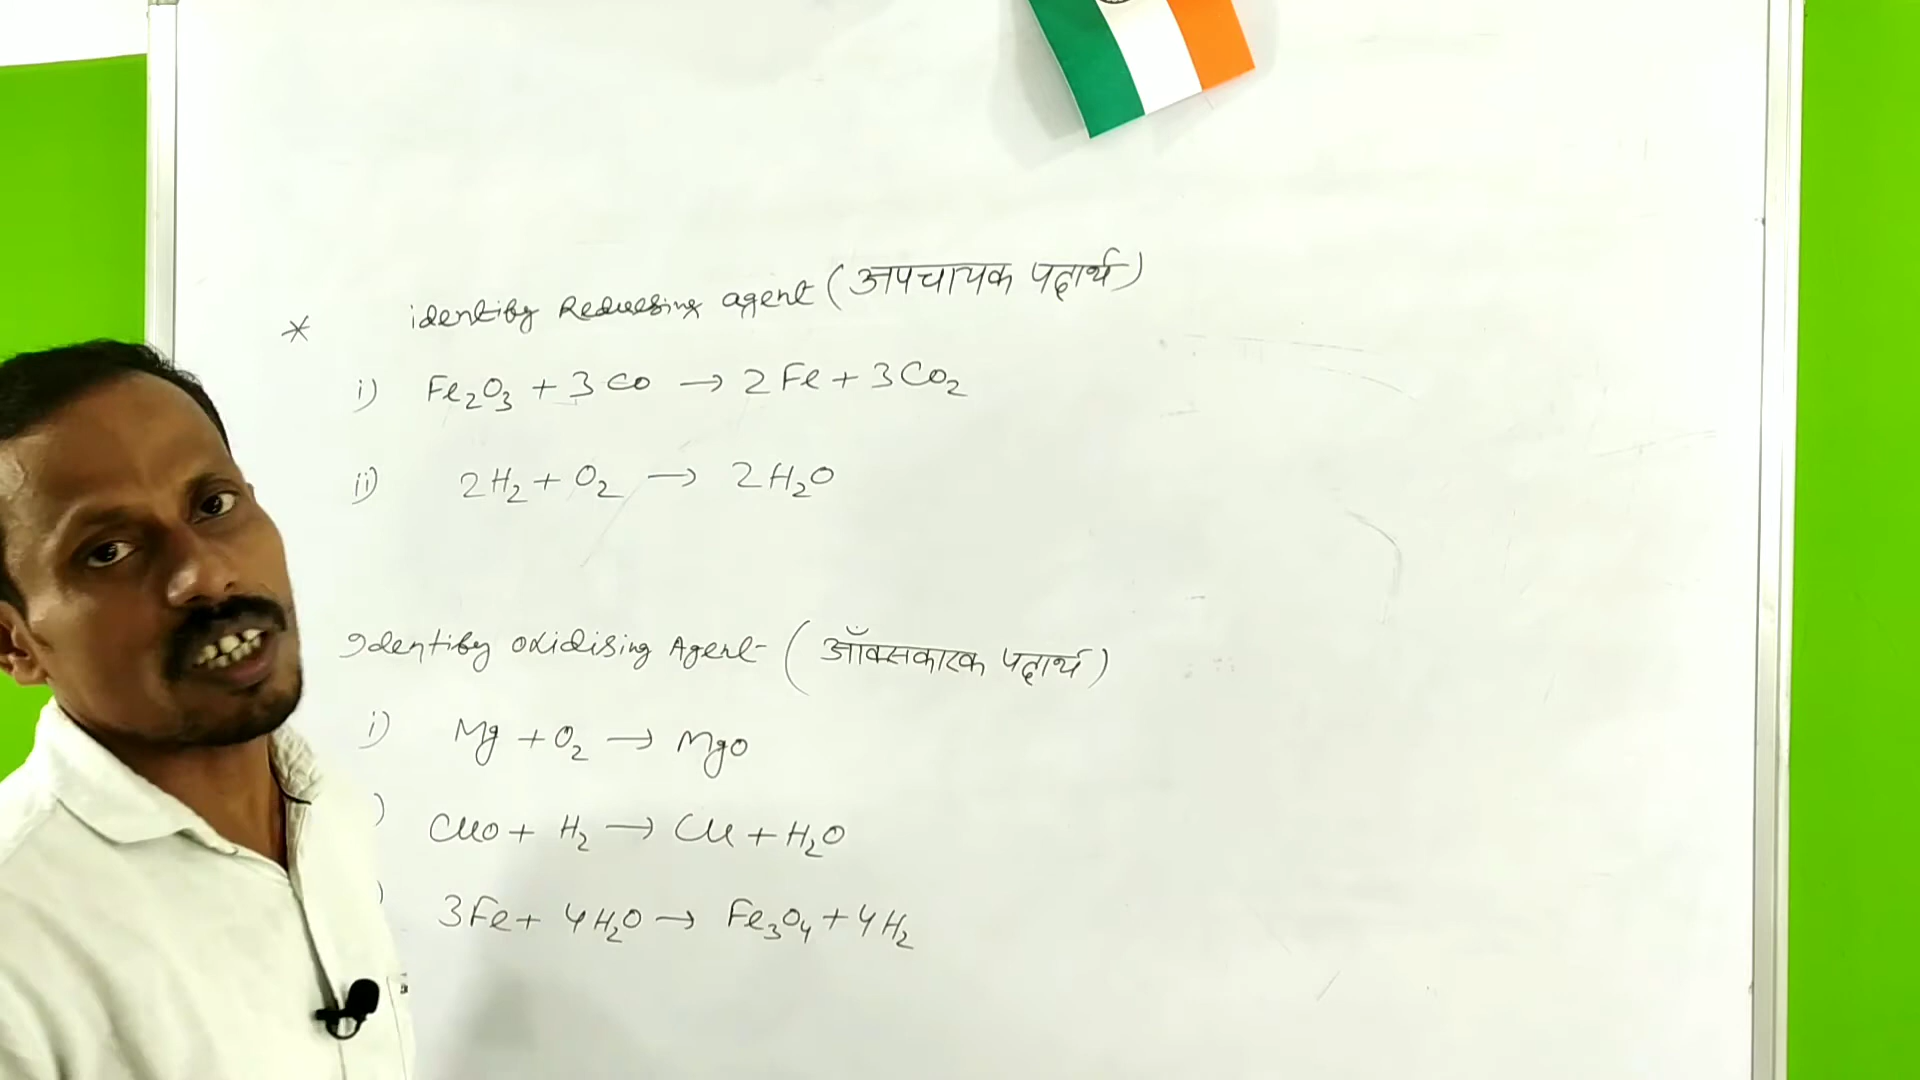 * identify Reducing agent (अपचायक पदार्थ)
i) Fe₂O₃ + 3CO → 2Fe + 3CO₂
ii) 2H₂ + O₂ → 2H₂O
Identify oxidising Agent- (ऑक्सकारक पदार्थ)
i) Mg + O₂ → MgO
) CuO + H₂ → Cu + H₂O
) 3Fe + 4H₂O → Fe₃O₄ + 4H₂